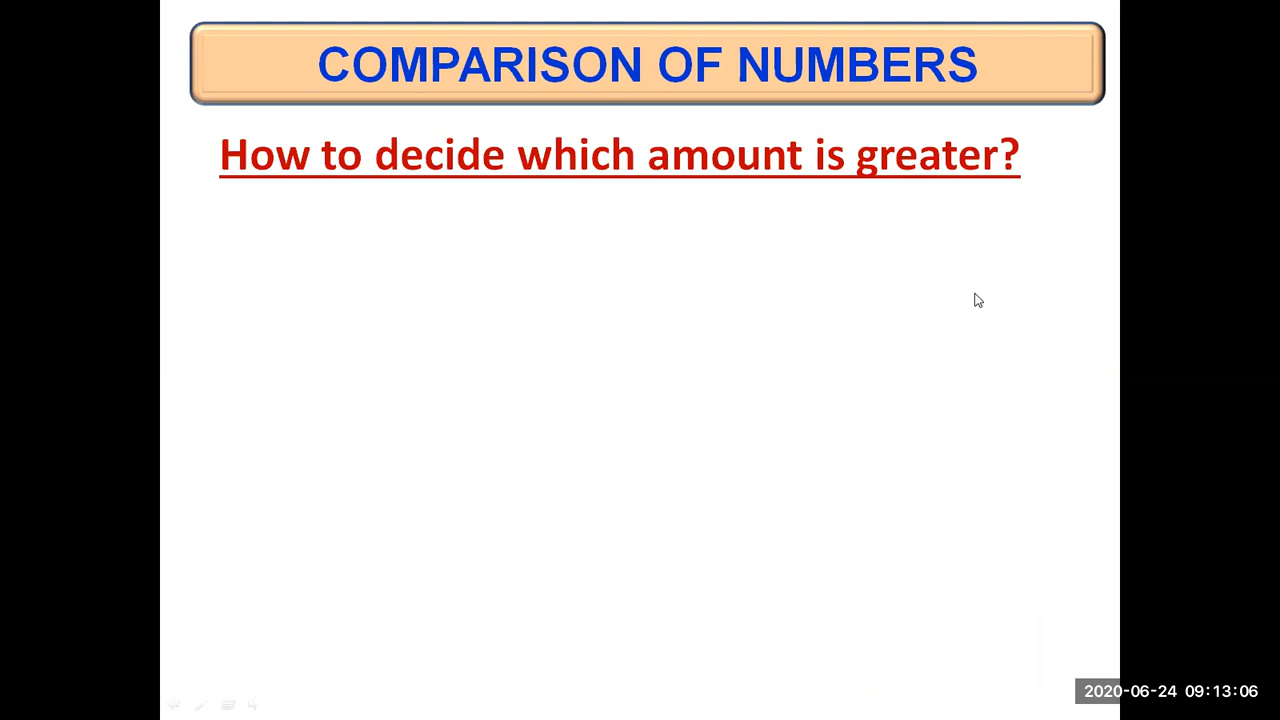 COMPARISON OF NUMBERS
How to decide which amount is greater?
2020-06-24 09:13:06